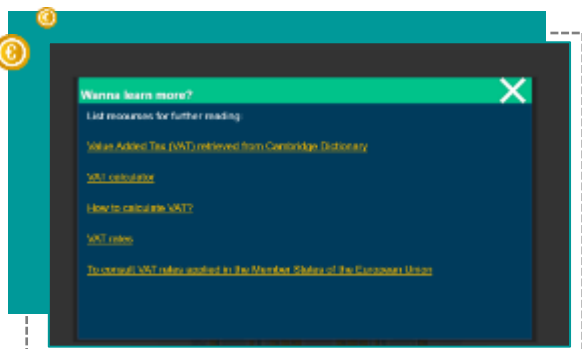 Wanna learn more?
List recourses for further reading:
Value Added Tax (VAT) retrieved from Cambridge Dictionary
VAT calculator
How to calculate VAT?
VAT rates
To consult VAT rates applied in the Member States of the European Union